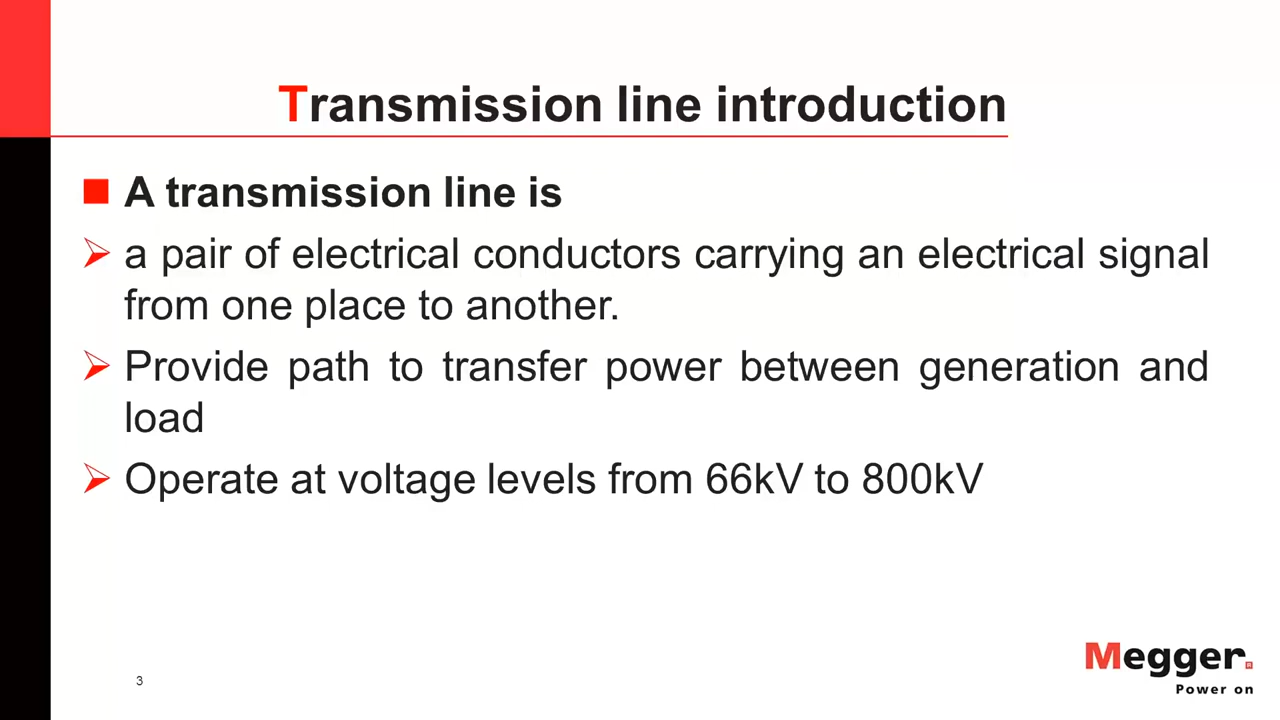 Transmission line introduction
A transmission line is
a pair of electrical conductors carrying an electrical signal
from one place to another.
Provide path to transfer power between generation and
load
Operate at voltage levels from 66kV to 800kV
Megger.
Power on
3